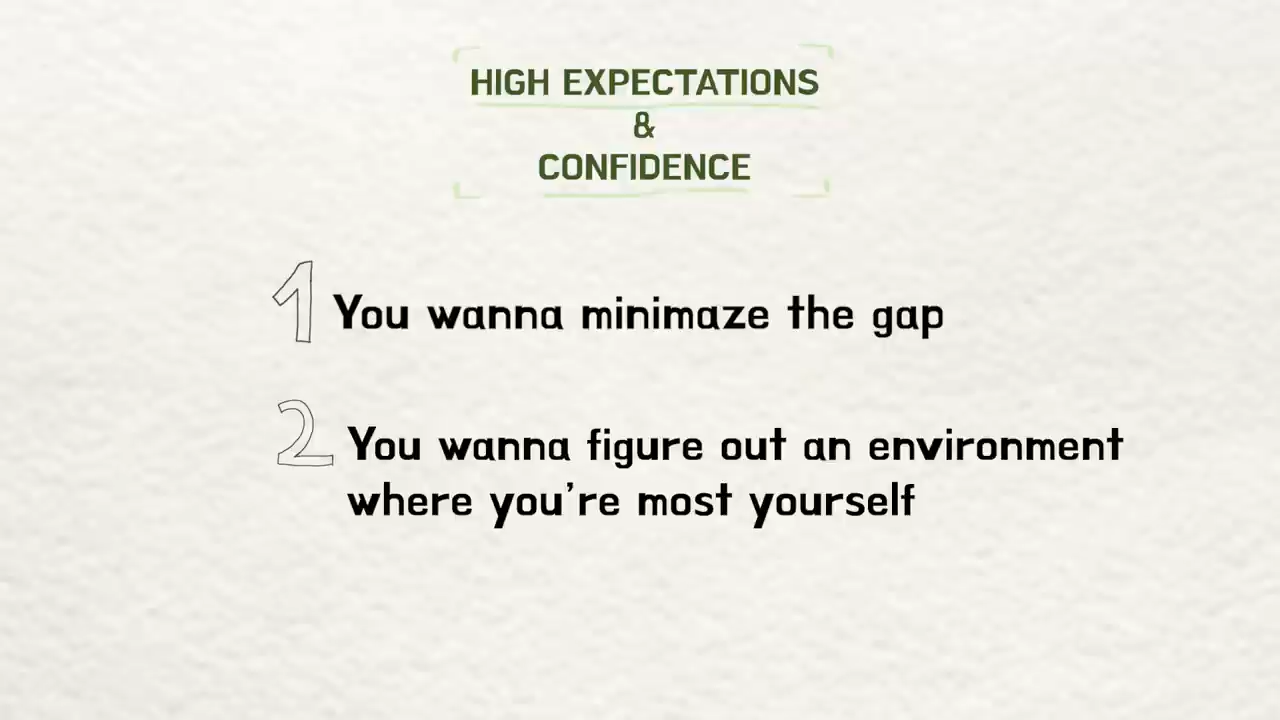 HIGH EXPECTATIONS
&
CONFIDENCE
1 You wanna minimaze the gap
2 You wanna figure out an environment
where you're most yourself